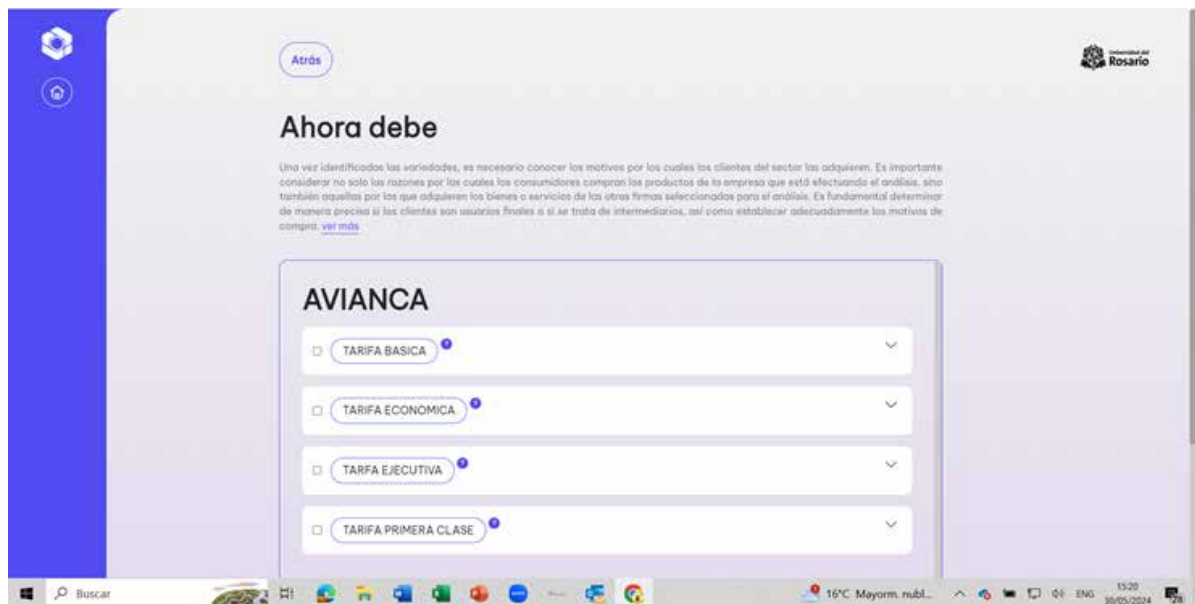 Atrás
Universidad del
Rosario
Ahora debe
Una vez identificadas las variedades, es necesario conocer los motivos por los cuales los clientes del sector las adquieren. Es importante
considerar no solo las razones por las cuales los consumidores compran los productos de la empresa que está efectuando el análisis, sino
también aquellas por las que adquieren los bienes o servicios de las otras firmas seleccionadas para el análisis. Es fundamental determinar
de manera precisa si los clientes son usuarios finales o si se trata de intermediarios, así como establecer adecuadamente los motivos de
compra. ver más
AVIANCA
TARIFA BASICA
TARIFA ECONOMICA
TARFA EJECUTIVA
TARIFA PRIMERA CLASE
Buscar
16°C Mayorm. nubl...
ENG
15:20
30/05/2024